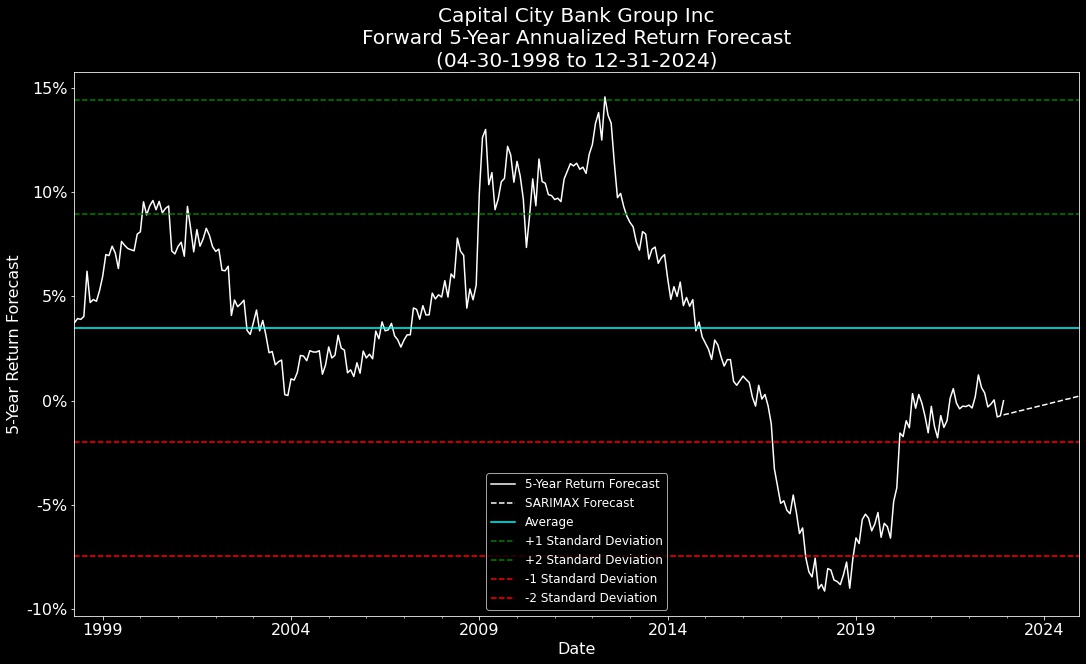 Capital City Bank Group Inc
Forward 5-Year Annualized Return Forecast
(04-30-1998 to 12-31-2024)
5-Year Return Forecast
15%
10%
5%
0%
-5%
-10%
5-Year Return Forecast
SARIMAX Forecast
Average
+1 Standard Deviation
+2 Standard Deviation
-1 Standard Deviation
-2 Standard Deviation
1999 2004 2009 2014 2019 2024
Date